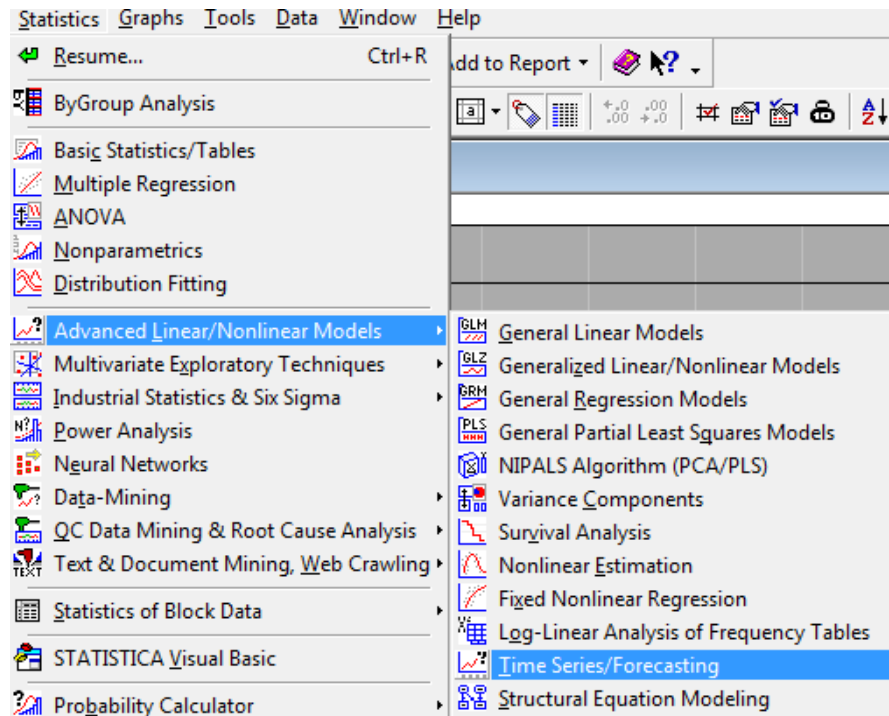 Statistics Graphs Tools Data Window Help
Resume... Ctrl+R
ByGroup Analysis
Basic Statistics/Tables
Multiple Regression
ANOVA
Nonparametrics
Distribution Fitting
Advanced Linear/Nonlinear Models
Multivariate Exploratory Techniques
Industrial Statistics & Six Sigma
Power Analysis
Neural Networks
Data-Mining
QC Data Mining & Root Cause Analysis
Text & Document Mining, Web Crawling
Statistics of Block Data
STATISTICA Visual Basic
Probability Calculator
Add to Report
General Linear Models
Generalized Linear/Nonlinear Models
General Regression Models
General Partial Least Squares Models
NIPALS Algorithm (PCA/PLS)
Variance Components
Survival Analysis
Nonlinear Estimation
Fixed Nonlinear Regression
Log-Linear Analysis of Frequency Tables
Time Series/Forecasting
Structural Equation Modeling